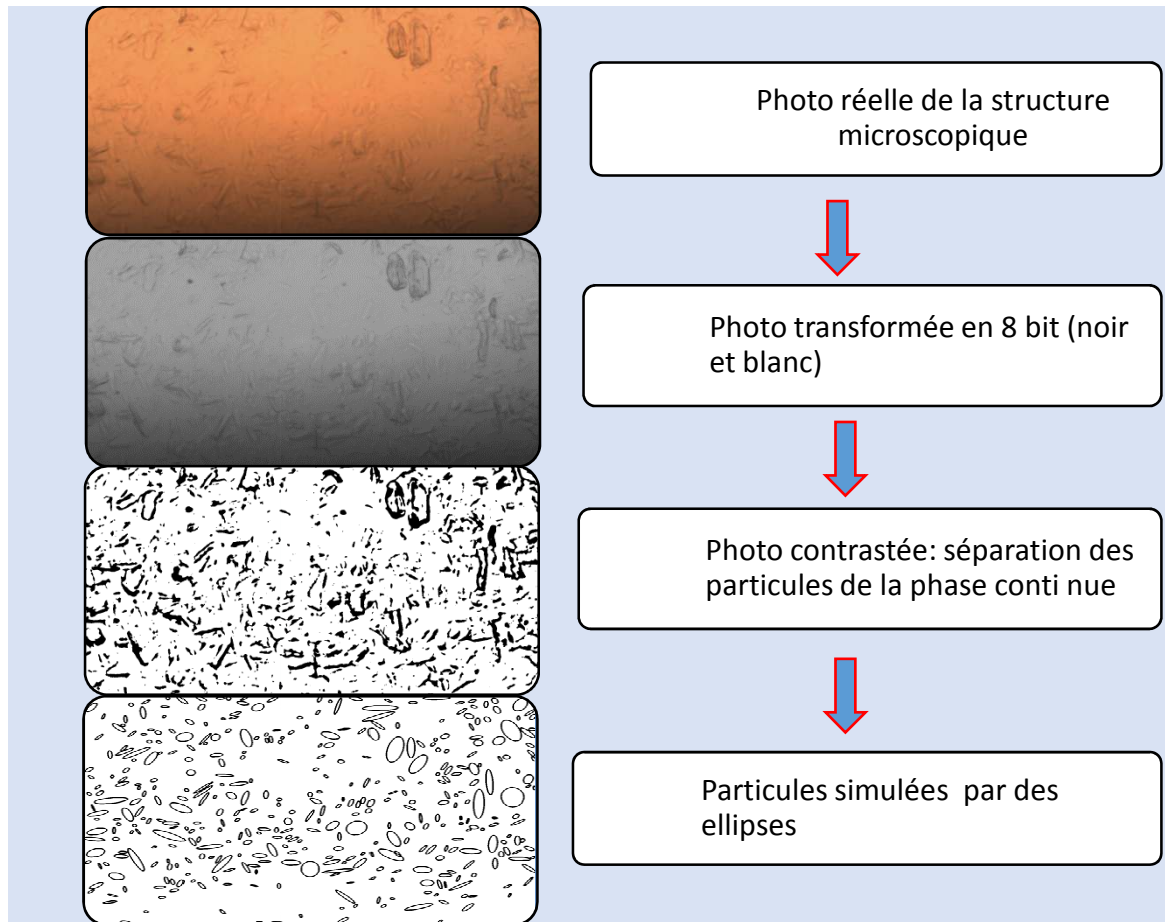 Photo réelle de la structure
microscopique
Photo transformée en 8 bit (noir
et blanc)
Photo contrastée: séparation des
particules de la phase conti nue
Particules simulées par des
ellipses